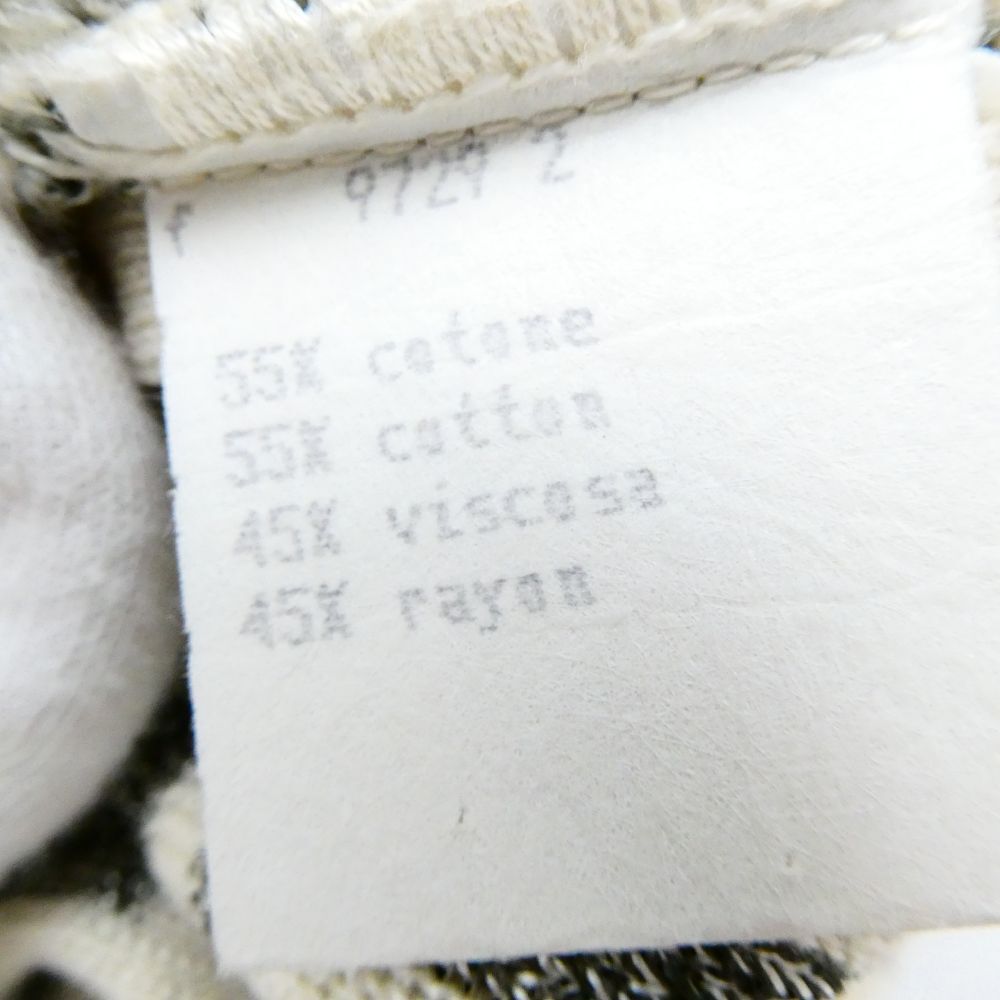 f 9729 2
55% cotone
55% cotton
45% viscosa
45% rayon